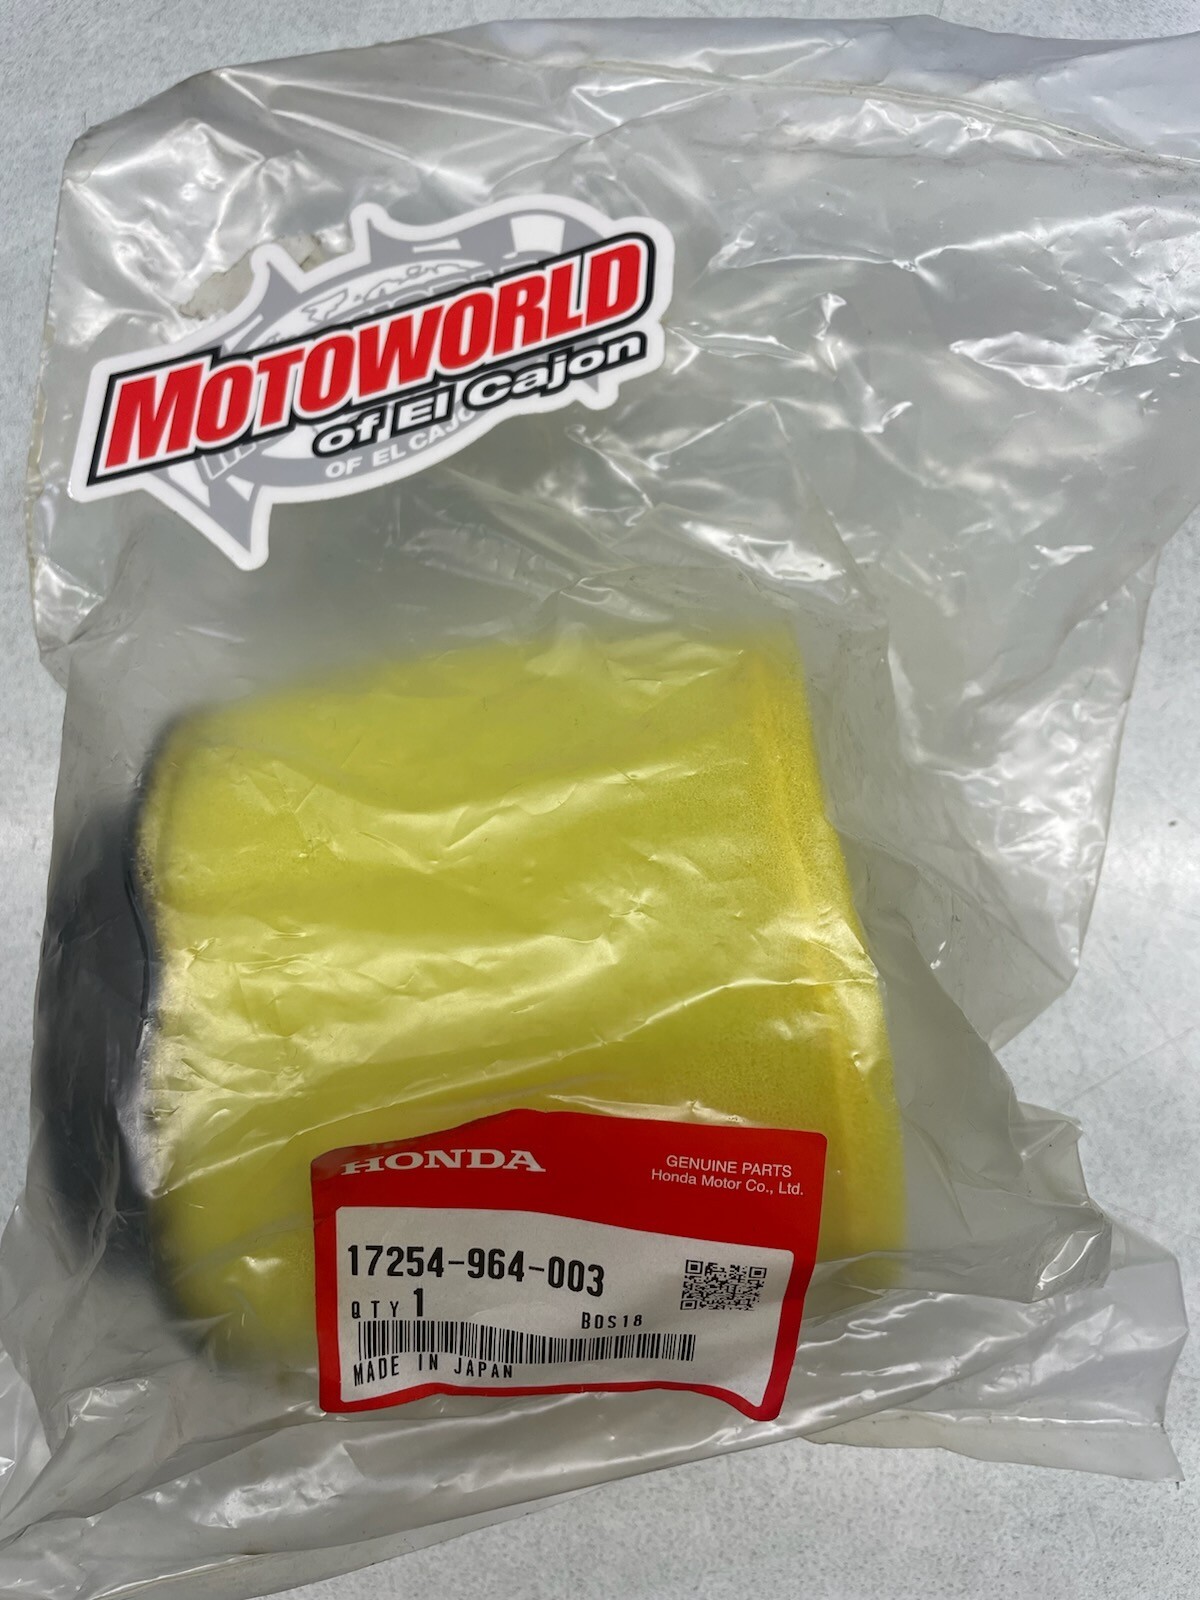 MOTOWORLD
of El Cajon
OF EL CAJO
HONDA
GENUINE PARTS
Honda Motor Co., Ltd.
17254-964-003
QTY 1
B0S18
MADE IN JAPAN